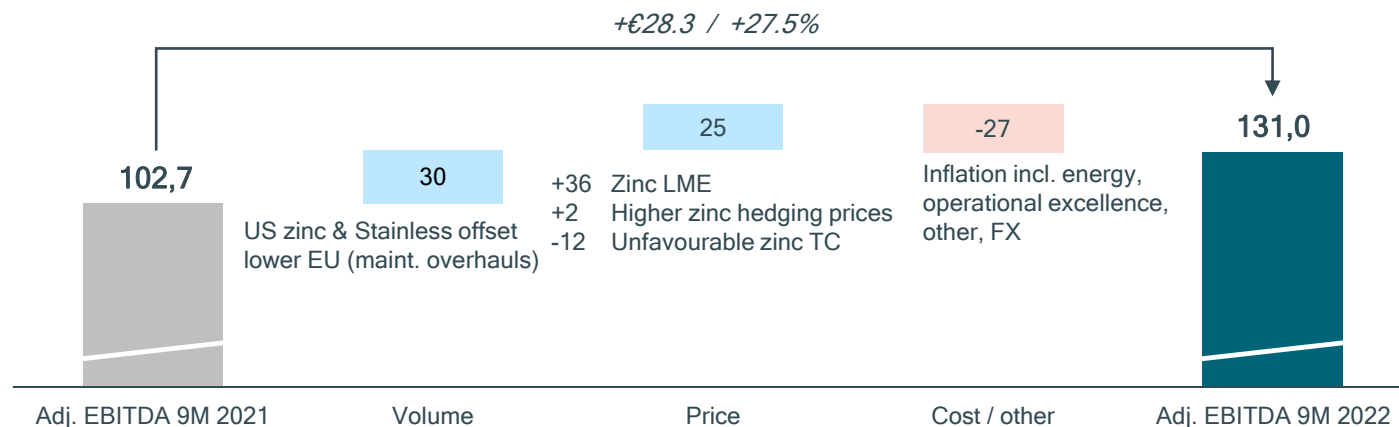 +€28.3 / +27.5%
102,7
30
US zinc & Stainless offset
lower EU (maint. overhauls)
25
+36 Zinc LME
+2 Higher zinc hedging prices
-12 Unfavourable zinc TC
-27
Inflation incl. energy,
operational excellence,
other, FX
131,0
Adj. EBITDA 9M 2021
Volume
Price
Cost / other
Adj. EBITDA 9M 2022